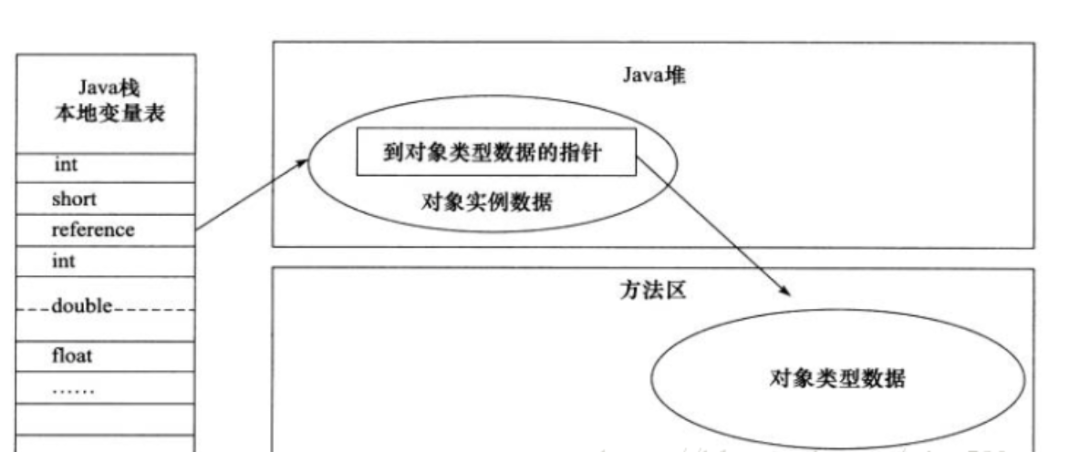 Java栈
本地变量表
int
short
reference
int
double
float
......
Java堆
到对象类型数据的指针
对象实例数据
方法区
对象类型数据